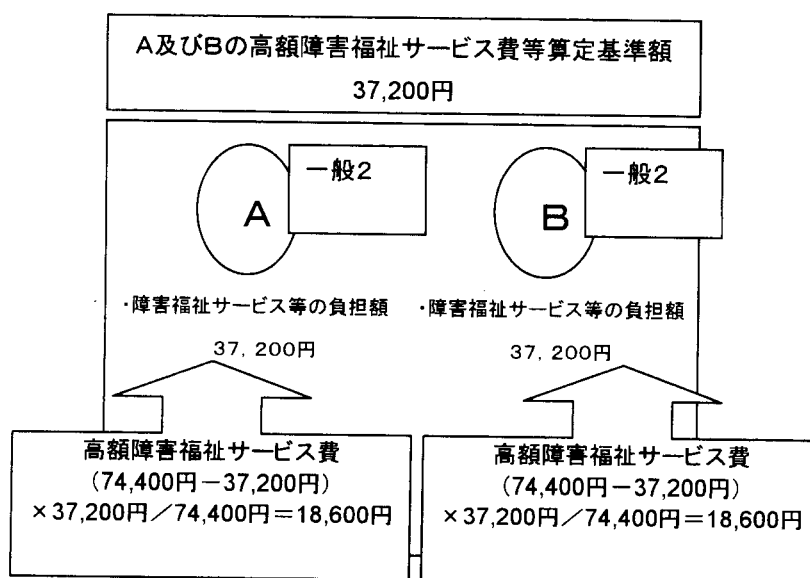 A及びBの高額障害福祉サービス費等算定基準額
37,200円
一般2
A
一般2
B
・障害福祉サービス等の負担額
37,200円
・障害福祉サービス等の負担額
37,200円
高額障害福祉サービス費
(74,400円-37,200円)
×37,200円/74,400円=18,600円
高額障害福祉サービス費
(74,400円-37,200円)
×37,200円/74,400円=18,600円